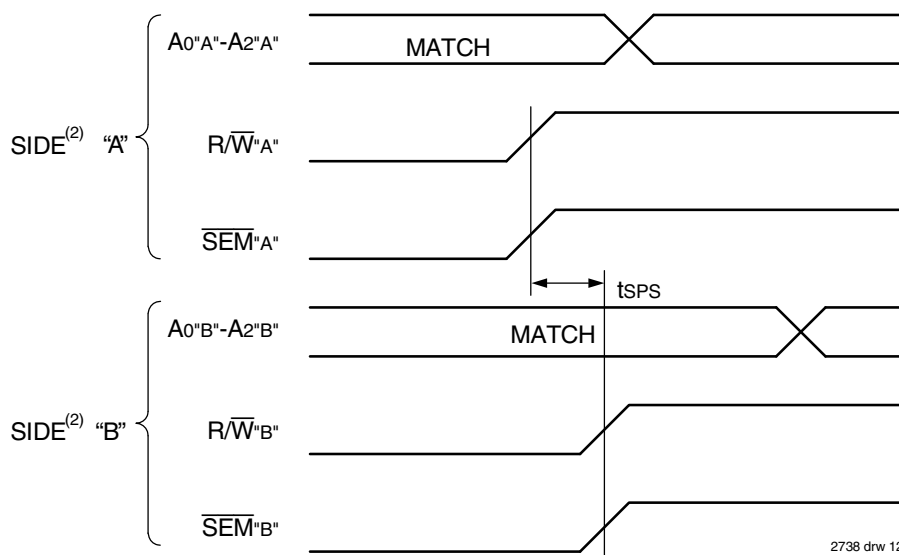 A0"A"-A2"A"
MATCH
SIDE(2) “A”
R/W"A"
SEM"A"
tSPS
A0"B"-A2"B"
MATCH
SIDE(2) “B”
R/W"B"
SEM"B"
2738 drw 12